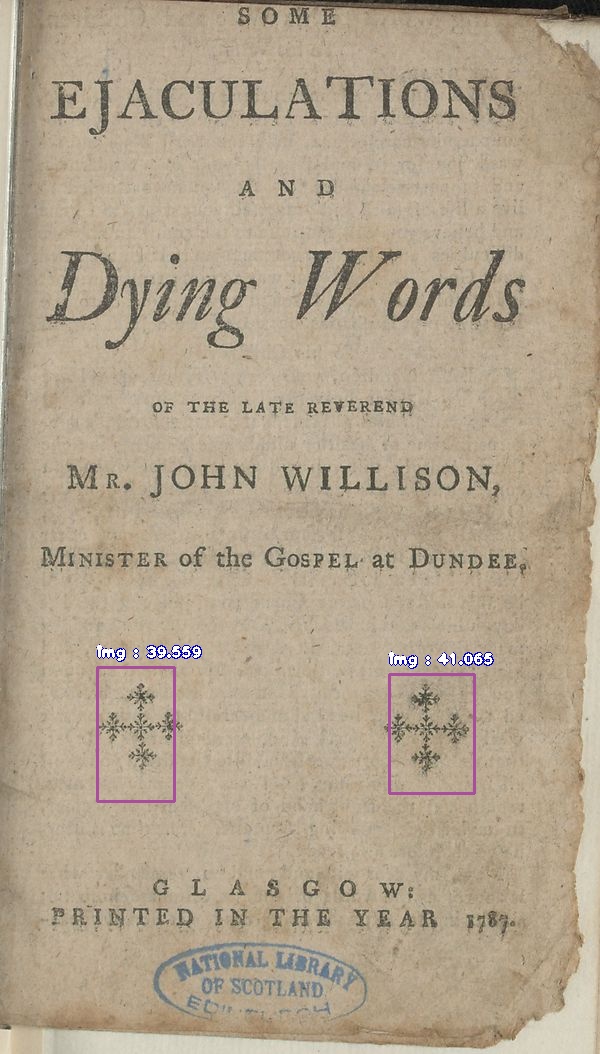 SOME
EJACULATIONS
AND
Dying Words
OF THE LATE REVEREND
MR. JOHN WILLISON,
MINISTER of the GOSPEL at DUNDEE,
img : 39.559
img : 41.065
GLASGOW:
PRINTED IN THE YEAR 1787.
NATIONAL LIBRARY
OF SCOTLAND
EDINBURGH